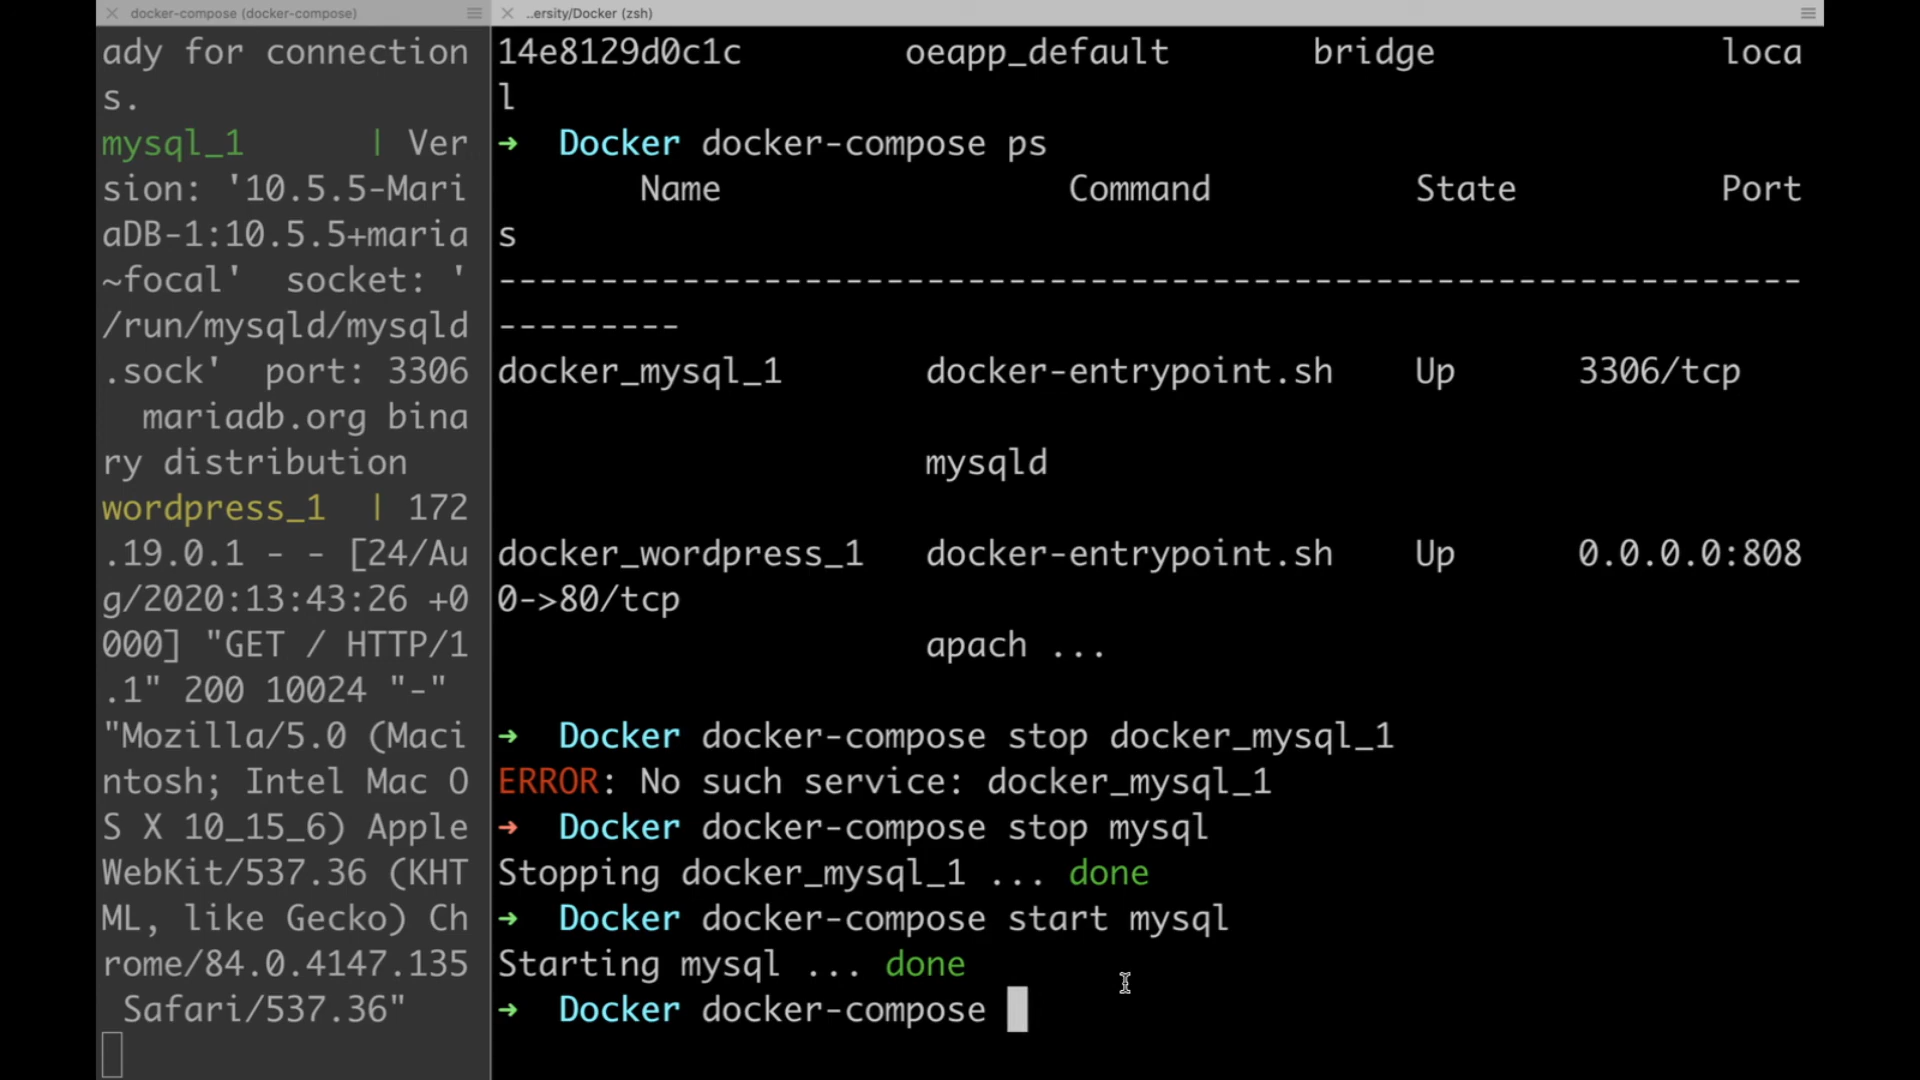 docker-compose (docker-compose)
ady for connection
s.
mysql_1 | Ver
sion: '10.5.5-Mari
aDB-1:10.5.5+maria
~focal' socket: '
/run/mysqld/mysqld
.sock' port: 3306
mariadb.org bina
ry distribution
wordpress_1 | 172
.19.0.1 - - [24/Au
g/2020:13:43:26 +0
000] "GET / HTTP/1
.1" 200 10024 "-"
"Mozilla/5.0 (Maci
ntosh; Intel Mac O
S X 10_15_6) Apple
WebKit/537.36 (KHT
ML, like Gecko) Ch
rome/84.0.4147.135
Safari/537.36"
..ersity/Docker (zsh)
14e8129d0c1c oeapp_default bridge loca
l
➜ Docker docker-compose ps
Name Command State Port
s
----------------------------------------------------------------
---------
docker_mysql_1 docker-entrypoint.sh Up 3306/tcp
mysqld
docker_wordpress_1 docker-entrypoint.sh Up 0.0.0.0:808
0->80/tcp
apach ...
➜ Docker docker-compose stop docker_mysql_1
ERROR: No such service: docker_mysql_1
➜ Docker docker-compose stop mysql
Stopping docker_mysql_1 ... done
➜ Docker docker-compose start mysql
Starting mysql ... done
➜ Docker docker-compose